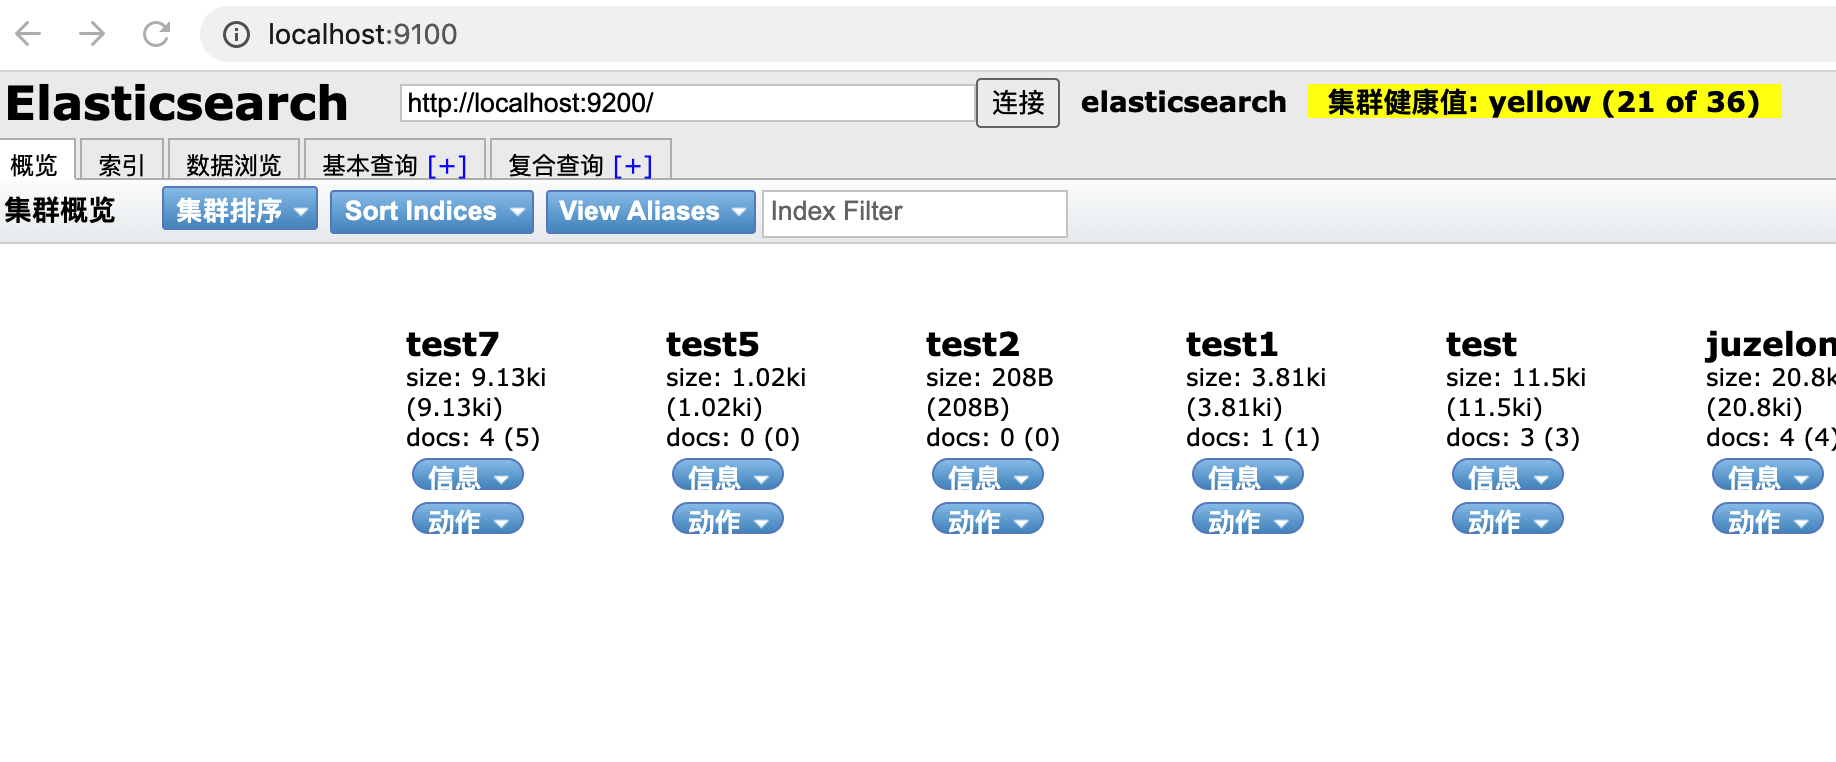 localhost:9100
Elasticsearch http://localhost:9200/ 连接 elasticsearch 集群健康值: yellow (21 of 36)
概览 索引 数据浏览 基本查询 [+] 复合查询 [+]
集群概览 集群排序 Sort Indices View Aliases Index Filter
test7 test5 test2 test1 test juzelon
size: 9.13ki size: 1.02ki size: 208B size: 3.81ki size: 11.5ki size: 20.8k
(9.13ki) (1.02ki) (208B) (3.81ki) (11.5ki) (20.8ki)
docs: 4 (5) docs: 0 (0) docs: 0 (0) docs: 1 (1) docs: 3 (3) docs: 4 (4)
信息 信息 信息 信息 信息 信息
动作 动作 动作 动作 动作 动作